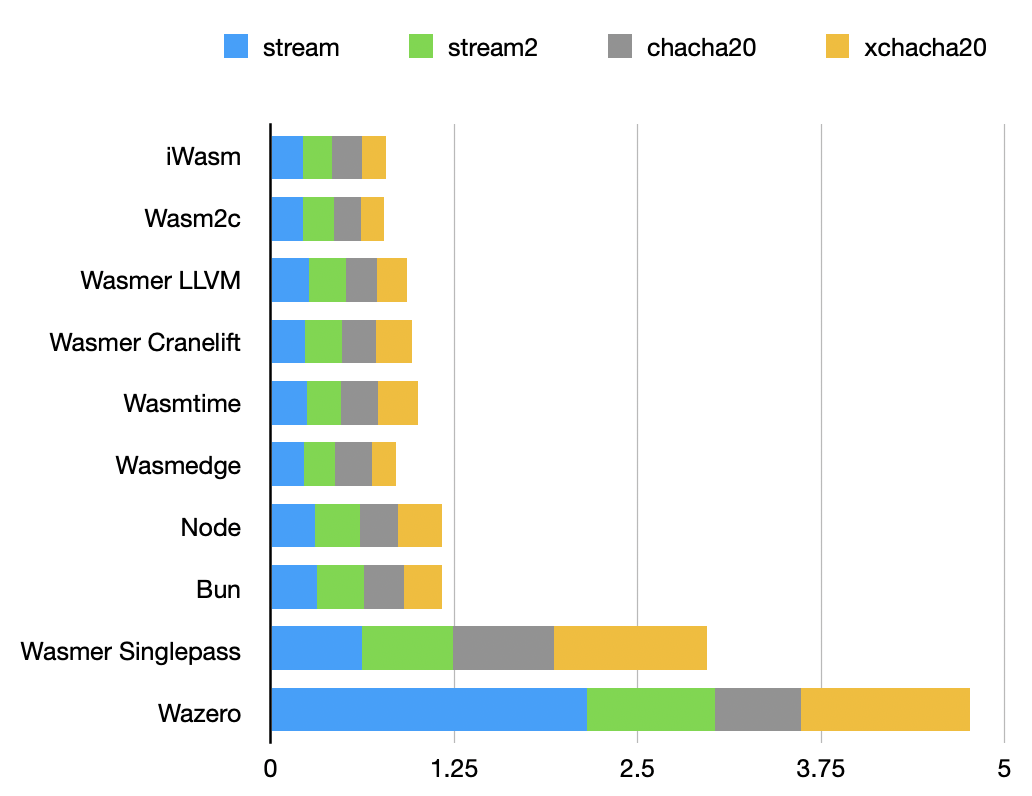 stream stream2 chacha20 xchacha20
iWasm
Wasm2c
Wasmer LLVM
Wasmer Cranelift
Wasmtime
Wasmedge
Node
Bun
Wasmer Singlepass
Wazero
0 1.25 2.5 3.75 5